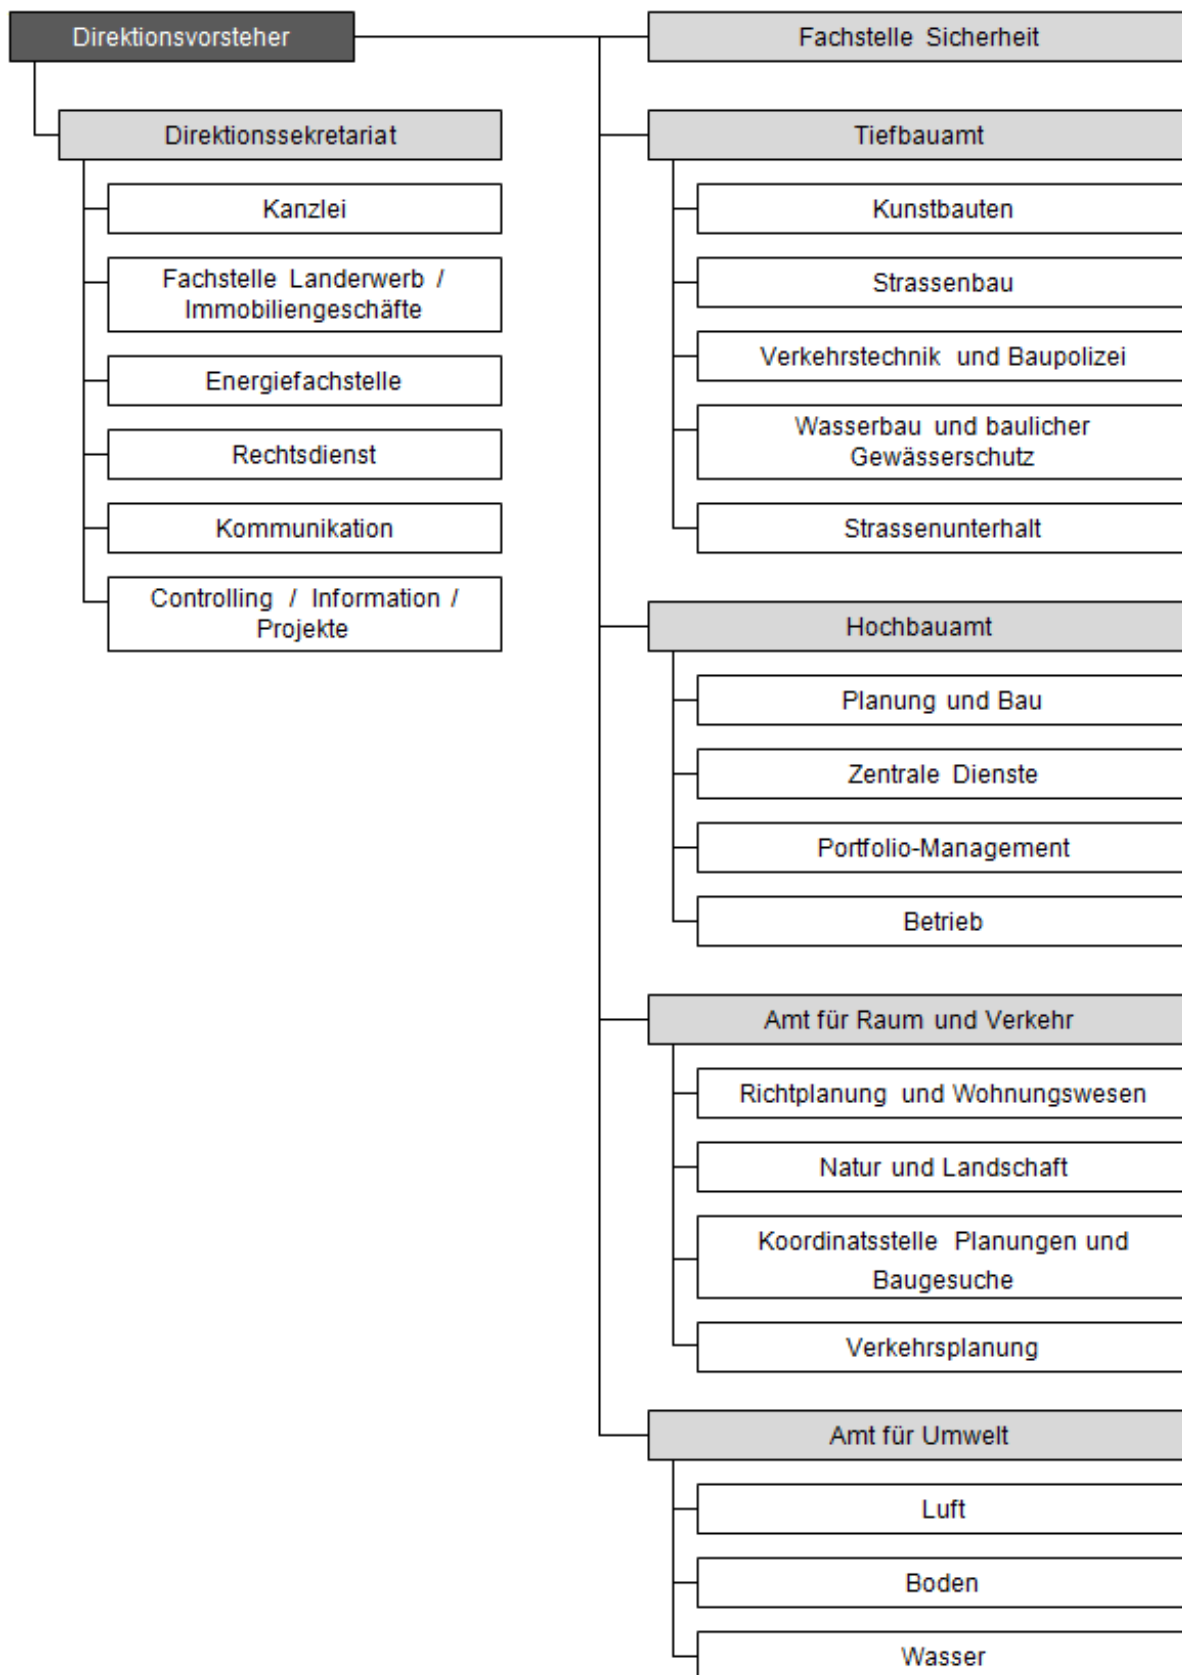 Direktionsvorsteher
Direktionssekretariat
Kanzlei
Fachstelle Landerwerb /
Immobiliengeschäfte
Energiefachstelle
Rechtsdienst
Kommunikation
Controlling / Information /
Projekte
Fachstelle Sicherheit
Tiefbauamt
Kunstbauten
Strassenbau
Verkehrstechnik und Baupolizei
Wasserbau und baulicher
Gewässerschutz
Strassenunterhalt
Hochbauamt
Planung und Bau
Zentrale Dienste
Portfolio-Management
Betrieb
Amt für Raum und Verkehr
Richtplanung und Wohnungswesen
Natur und Landschaft
Koordinatsstelle Planungen und
Baugesuche
Verkehrsplanung
Amt für Umwelt
Luft
Boden
Wasser